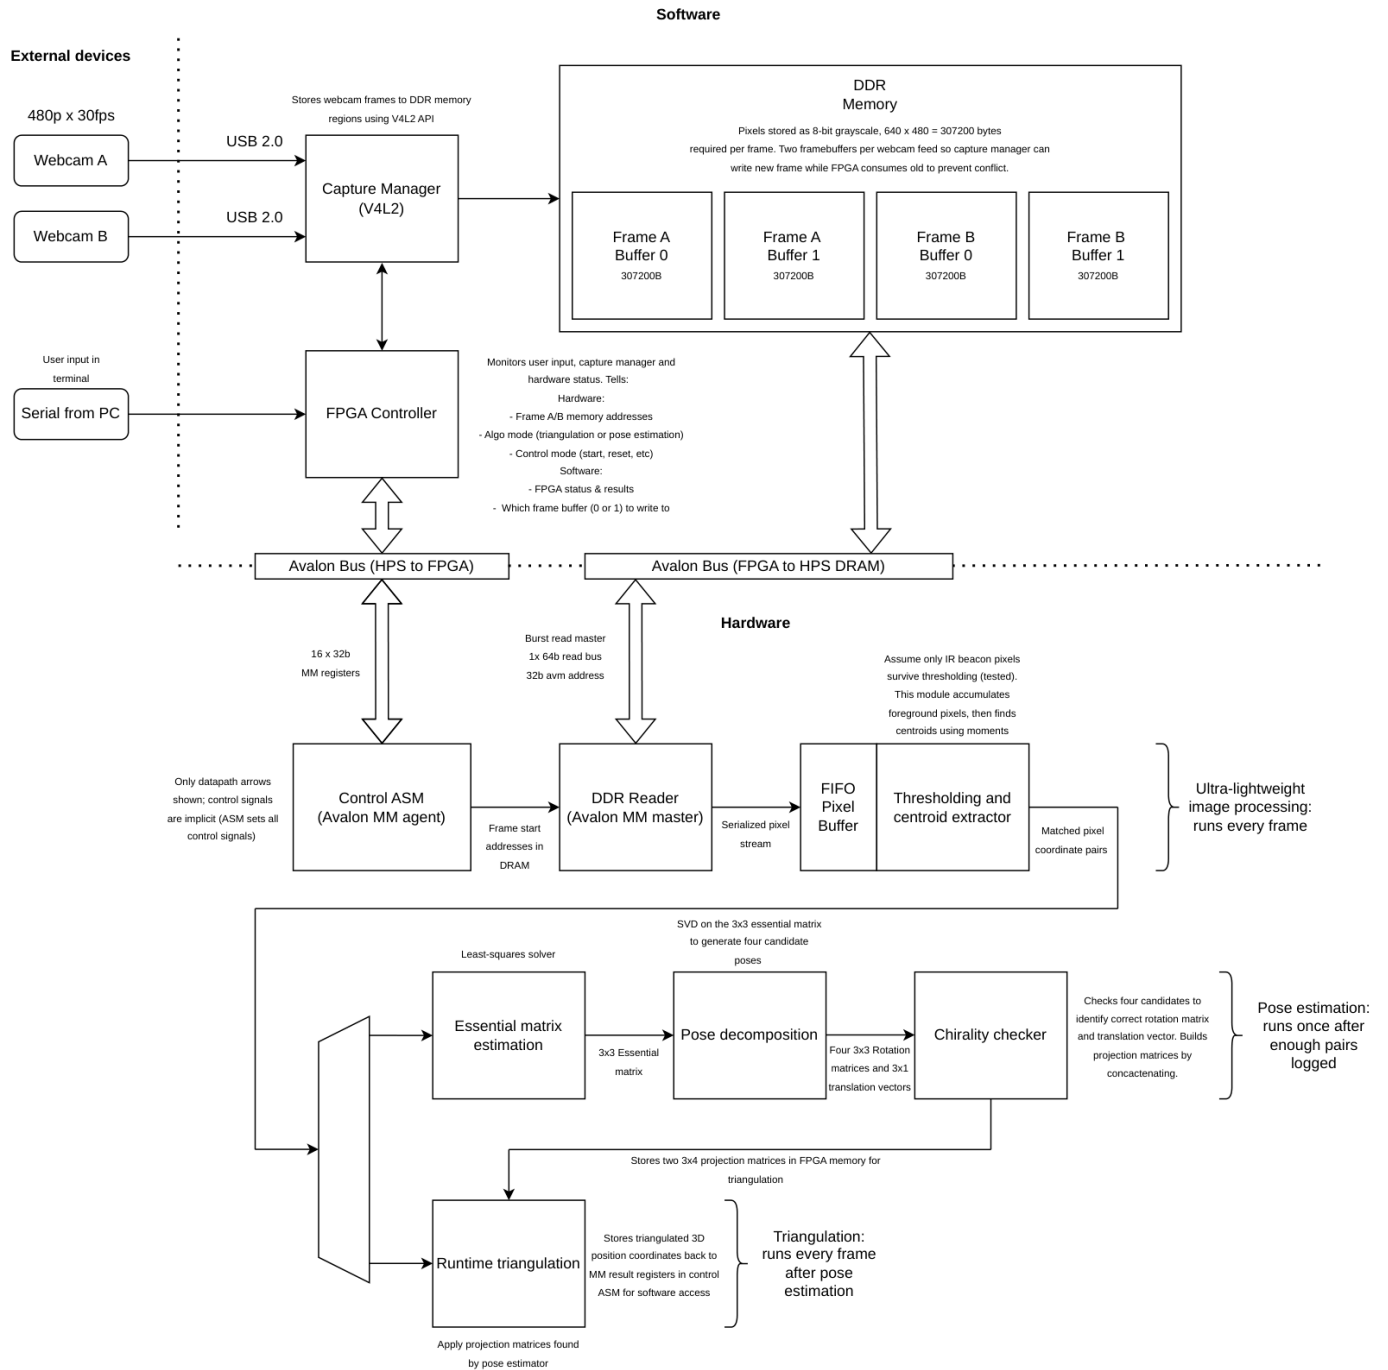 Software
External devices
480p x 30fps
Webcam A
Webcam B
USB 2.0
USB 2.0
Stores webcam frames to DDR memory
regions using V4L2 API
Capture Manager
(V4L2)
DDR
Memory
Pixels stored as 8-bit grayscale, 640 x 480 = 307200 bytes
required per frame. Two framebuffers per webcam feed so capture manager can
write new frame while FPGA consumes old to prevent conflict.
Frame A
Buffer 0
307200B
Frame A
Buffer 1
307200B
Frame B
Buffer 0
307200B
Frame B
Buffer 1
307200B
User input in
terminal
Serial from PC
FPGA Controller
Monitors user input, capture manager and
hardware status. Tells:
Hardware:
- Frame A/B memory addresses
- Algo mode (triangulation or pose estimation)
- Control mode (start, reset, etc)
Software:
- FPGA status & results
- Which frame buffer (0 or 1) to write to
Avalon Bus (HPS to FPGA)
Avalon Bus (FPGA to HPS DRAM)
Hardware
16 x 32b
MM registers
Burst read master
1x 64b read bus
32b avm address
Assume only IR beacon pixels
survive thresholding (tested).
This module accumulates
foreground pixels, then finds
centroids using moments
Only datapath arrows
shown; control signals
are implicit (ASM sets all
control signals)
Control ASM
(Avalon MM agent)
Frame start
addresses in
DRAM
DDR Reader
(Avalon MM master)
Serialized pixel
stream
FIFO
Pixel
Buffer
Thresholding and
centroid extractor
Matched pixel
coordinate pairs
Ultra-lightweight
image processing:
runs every frame
Least-squares solver
Essential matrix
estimation
3x3 Essential
matrix
SVD on the 3x3 essential matrix
to generate four candidate
poses
Pose decomposition
Four 3x3 Rotation
matrices and 3x1
translation vectors
Chirality checker
Checks four candidates to
identify correct rotation matrix
and translation vector. Builds
projection matrices by
concactenating.
Pose estimation:
runs once after
enough pairs
logged
Stores two 3x4 projection matrices in FPGA memory for
triangulation
Runtime triangulation
Stores triangulated 3D
position coordinates back to
MM result registers in control
ASM for software access
Triangulation:
runs every frame
after pose
estimation
Apply projection matrices found
by pose estimator